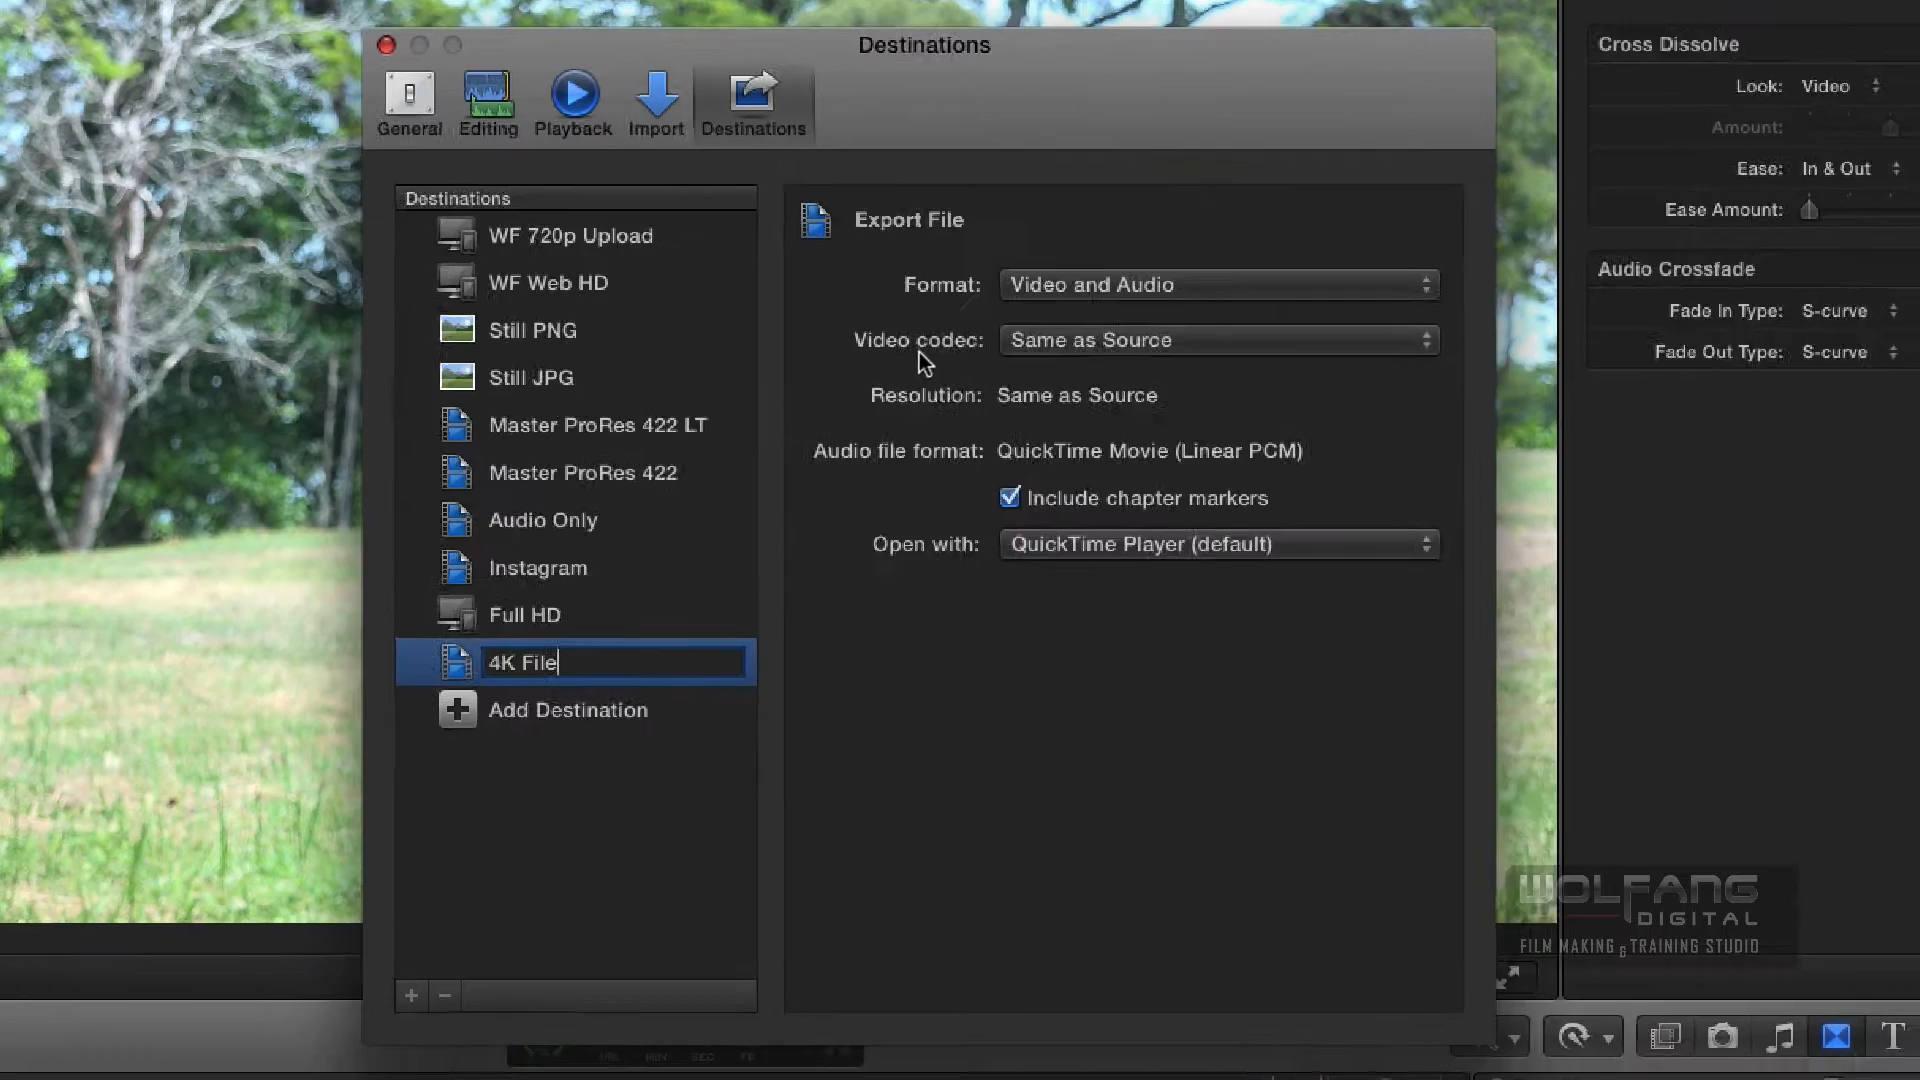 Destinations
General
Editing
Playback
Import
Destinations
Destinations
WF 720p Upload
WF Web HD
Still PNG
Still JPG
Master ProRes 422 LT
Master ProRes 422
Audio Only
Instagram
Full HD
4K File
Add Destination
Export File
Format: Video and Audio
Video codec: Same as Source
Resolution: Same as Source
Audio file format: QuickTime Movie (Linear PCM)
Include chapter markers
Open with: QuickTime Player (default)
Cross Dissolve
Look: Video
Amount:
Ease: In & Out
Ease Amount:
Audio Crossfade
Fade In Type: S-curve
Fade Out Type: S-curve
WOLFANG
DIGITAL
FILM MAKING & TRAINING STUDIO
MIN SEC FR
T